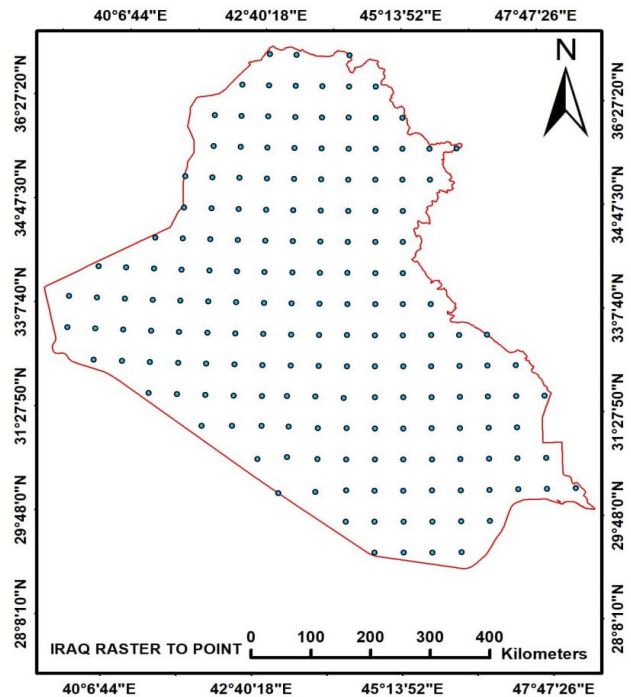 40°6'44"E 42°40'18"E 45°13'52"E 47°47'26"E
N
36°27'20"N
36°27'20"N
34°47'30"N
34°47'30"N
33°7'40"N
33°7'40"N
31°27'50"N
31°27'50"N
29°48'0"N
29°48'0"N
28°8'10"N
28°8'10"N
IRAQ RASTER TO POINT 0 100 200 300 400
Kilometers
40°6'44"E 42°40'18"E 45°13'52"E 47°47'26"E